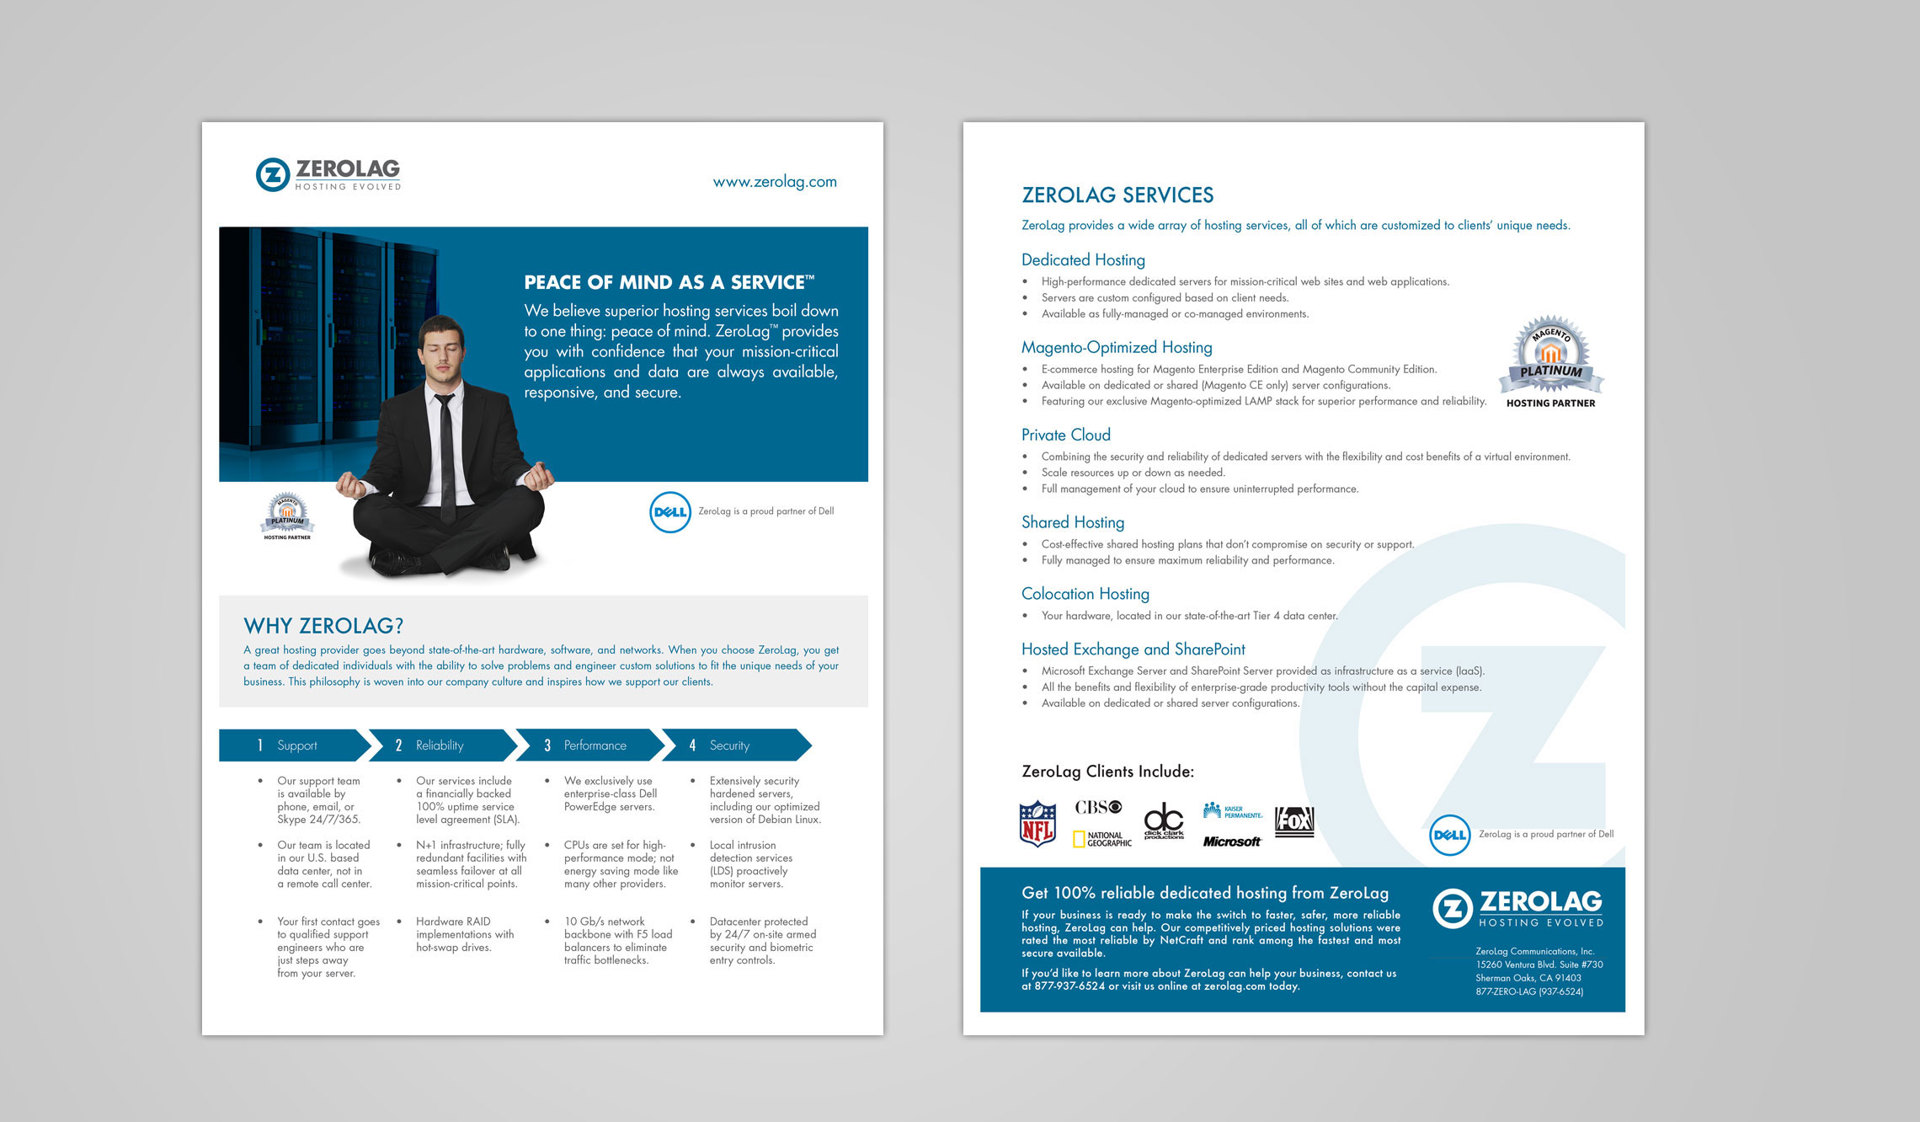 ZEROLAG
HOSTING EVOLVED
www.zerolag.com
PEACE OF MIND AS A SERVICE™
We believe superior hosting services boil down
to one thing: peace of mind. ZeroLag™ provides
you with confidence that your mission-critical
applications and data are always available,
responsive, and secure.
MAGENTO
PLATINUM
HOSTING PARTNER
DELL
ZeroLag is a proud partner of Dell
WHY ZEROLAG?
A great hosting provider goes beyond state-of-the-art hardware, software, and networks. When you choose ZeroLag, you get
a team of dedicated individuals with the ability to solve problems and engineer custom solutions to fit the unique needs of your
business. This philosophy is woven into our company culture and inspires how we support our clients.
1 Support
• Our support team
is available by
phone, email, or
Skype 24/7/365.
• Our team is located
in our U.S. based
data center, not in
a remote call center.
• Your first contact goes
to qualified support
engineers who are
just steps away
from your server.
2 Reliability
• Our services include
a financially backed
100% uptime service
level agreement (SLA).
• N+1 infrastructure; fully
redundant facilities with
seamless failover at all
mission-critical points.
• Hardware RAID
implementations with
hot-swap drives.
3 Performance
• We exclusively use
enterprise-class Dell
PowerEdge servers.
• CPUs are set for high-
performance mode; not
energy saving mode like
many other providers.
• 10 Gb/s network
backbone with F5 load
balancers to eliminate
traffic bottlenecks.
4 Security
• Extensively security
hardened servers,
including our optimized
version of Debian Linux.
• Local intrusion
detection services
(LDS) proactively
monitor servers.
• Datacenter protected
by 24/7 on-site armed
security and biometric
entry controls.
ZEROLAG SERVICES
ZeroLag provides a wide array of hosting services, all of which are customized to clients' unique needs.
Dedicated Hosting
• High-performance dedicated servers for mission-critical web sites and web applications.
• Servers are custom configured based on client needs.
• Available as fully-managed or co-managed environments.
Magento-Optimized Hosting
• E-commerce hosting for Magento Enterprise Edition and Magento Community Edition.
• Available on dedicated or shared (Magento CE only) server configurations.
• Featuring our exclusive Magento-optimized LAMP stack for superior performance and reliability.
MAGENTO
PLATINUM
HOSTING PARTNER
Private Cloud
• Combining the security and reliability of dedicated servers with the flexibility and cost benefits of a virtual environment.
• Scale resources up or down as needed.
• Full management of your cloud to ensure uninterrupted performance.
Shared Hosting
• Cost-effective shared hosting plans that don't compromise on security or support.
• Fully managed to ensure maximum reliability and performance.
Colocation Hosting
• Your hardware, located in our state-of-the-art Tier 4 data center.
Hosted Exchange and SharePoint
• Microsoft Exchange Server and SharePoint Server provided as infrastructure as a service (IaaS).
• All the benefits and flexibility of enterprise-grade productivity tools without the capital expense.
• Available on dedicated or shared server configurations.
ZeroLag Clients Include:
NFL
CBS
NATIONAL
GEOGRAPHIC
dc
dick clark
productions
KAISER
PERMANENTE.
Microsoft
FOX
DELL
ZeroLag is a proud partner of Dell
Get 100% reliable dedicated hosting from ZeroLag
If your business is ready to make the switch to faster, safer, more reliable
hosting, ZeroLag can help. Our competitively priced hosting solutions were
rated the most reliable by NetCraft and rank among the fastest and most
secure available.
If you'd like to learn more about ZeroLag can help your business, contact us
at 877-937-6524 or visit us online at zerolag.com today.
ZEROLAG
HOSTING EVOLVED
ZeroLag Communications, Inc.
15260 Ventura Blvd. Suite #730
Sherman Oaks, CA 91403
877-ZERO-LAG (937-6524)